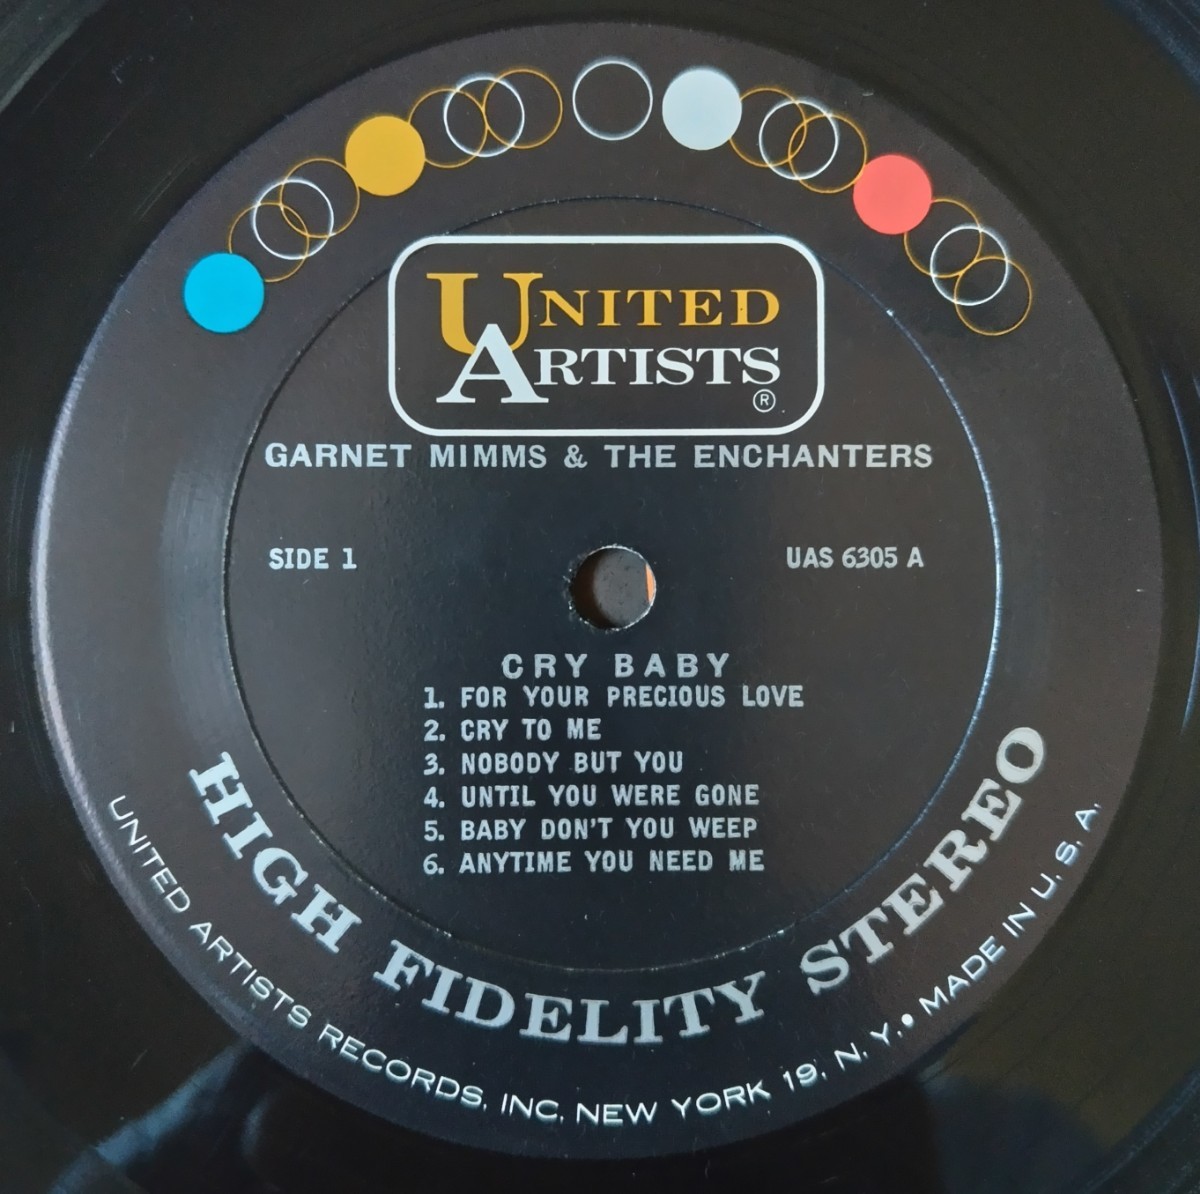 UNITED
ARTISTS
®
GARNET MIMMS & THE ENCHANTERS
SIDE 1
UAS 6305 A
CRY BABY
1. FOR YOUR PRECIOUS LOVE
2. CRY TO ME
3. NOBODY BUT YOU
4. UNTIL YOU WERE GONE
5. BABY DON'T YOU WEEP
6. ANYTIME YOU NEED ME
HIGH FIDELITY STEREO
UNITED ARTISTS RECORDS, INC. NEW YORK 19, N. Y. • MADE IN U. S. A.